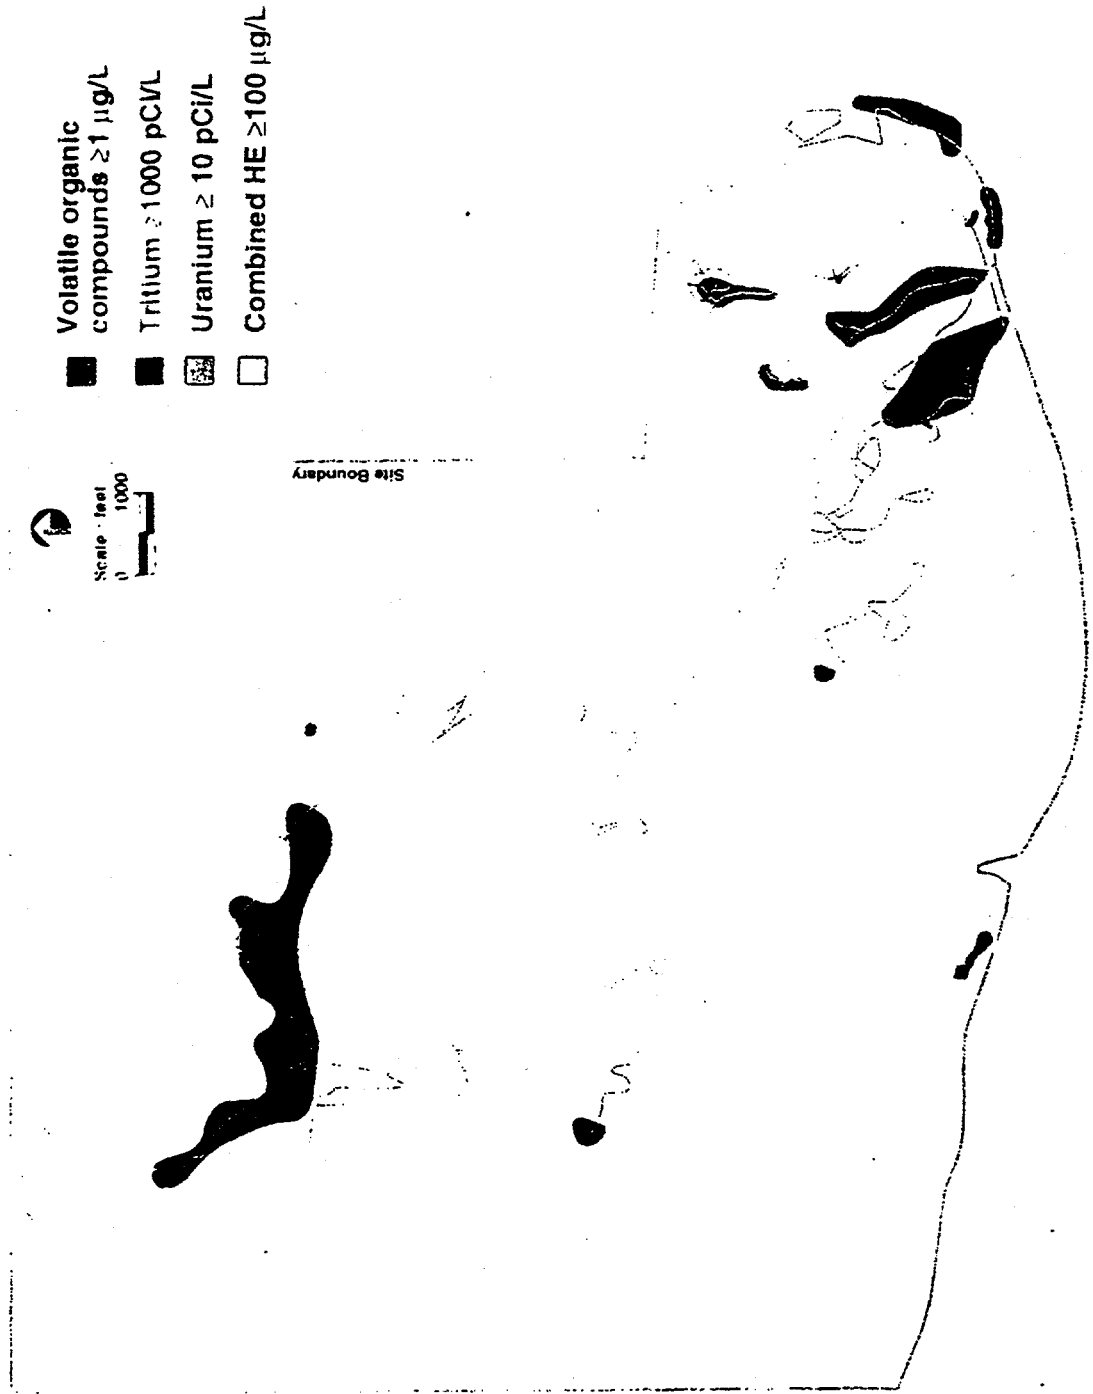 Volatile organic
compounds ≥1 µg/L
Tritium ≥1000 pCi/L
Uranium ≥ 10 pCi/L
Combined HE ≥100 µg/L
Scale - feet
0 1000
Site Boundary